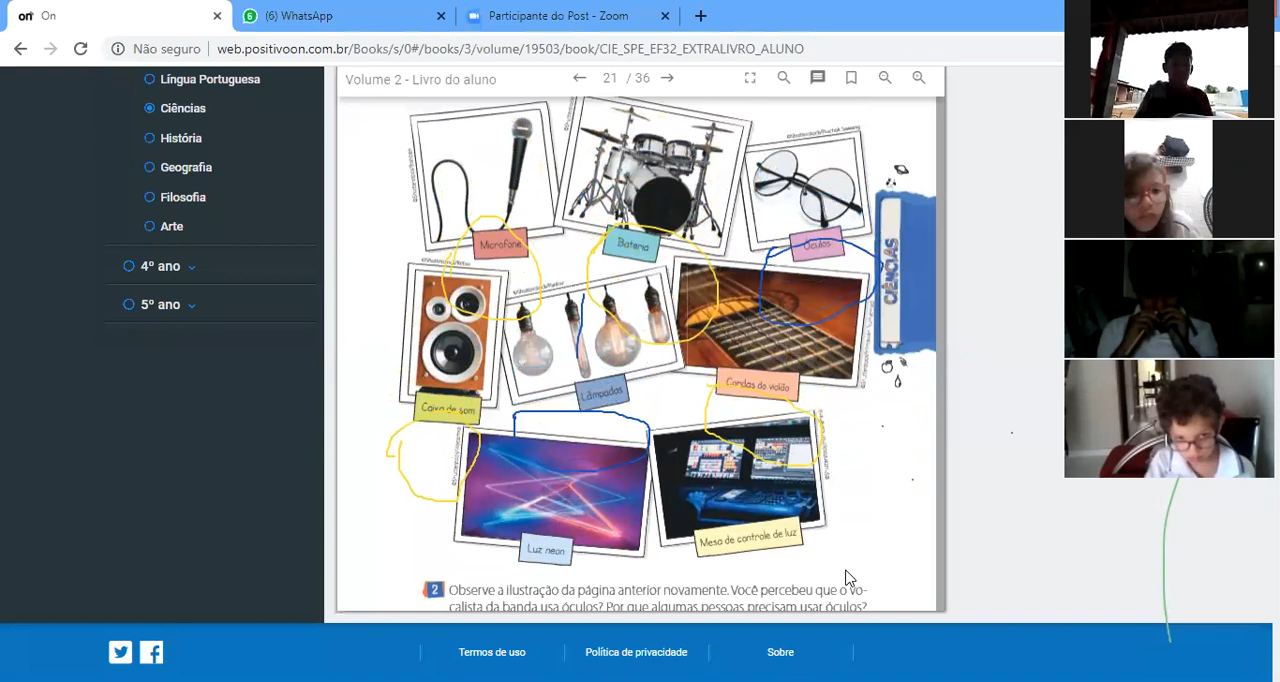 On
(6) WhatsApp
Participante do Post - Zoom
Não seguro
web.positivoon.com.br/Books/s/0#/books/3/volume/19503/book/CIE_SPE_EF32_EXTRALIVRO_ALUNO
Língua Portuguesa
Ciências
História
Geografia
Filosofia
Arte
4º ano
5º ano
Volume 2 - Livro do aluno
21 / 36
Microfone
Bateria
Óculos
CIÊNCIAS
Caixa de som
Lâmpadas
Cordas do violão
Luz neon
Mesa de controle de luz
2 Observe a ilustração da página anterior novamente. Você percebeu que o vo-
calista da banda usa óculos? Por que algumas pessoas precisam usar óculos?
Termos de uso
Política de privacidade
Sobre